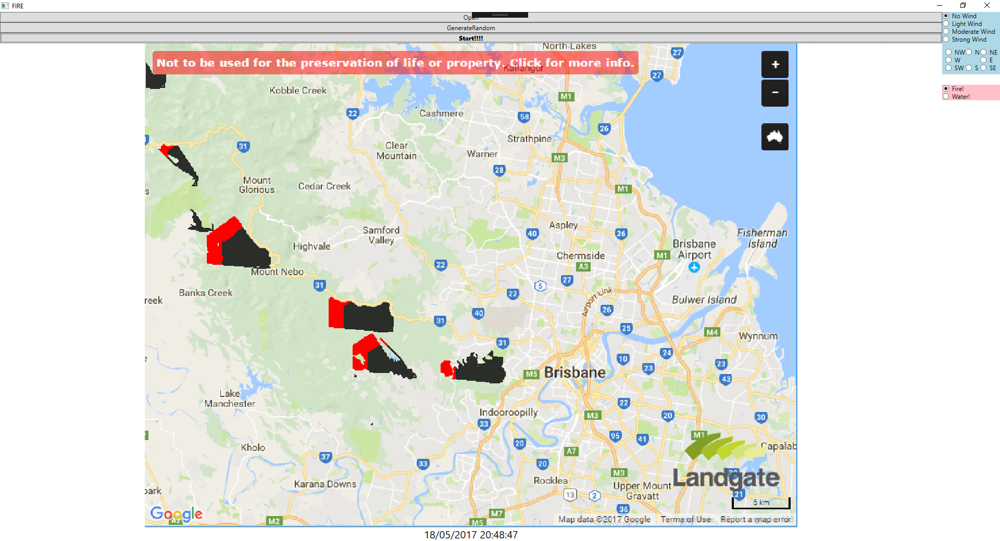 FIRE
Open
GenerateRandom
Start!!!!
No Wind
Light Wind
Moderate Wind
Strong Wind
NW N NE
W E
SW S SE
Fire!
Water!
Not to be used for the preservation of life or property. Click for more info.
North Lakes
Kallangur
27
27
+
−
Kobble Creek
M1
22
Cashmere
58
26
Strathpine
Clear
Mountain
31
Warner
M3
28
Mount
Glorious
Cedar Creek
M1
s
Samford
Valley
Aspley
40
26
Fisherman
Island
Highvale
Brisbane
Airport
Chermside
M1
A3
22
Mount Nebo
27
31
5
22
Banks Creek
reek
Airport Link
Bulwer Island
26
40
31
25
M4
Wynnum
31
24
10
23
23
M5
Brisbane
43
Lake
Manchester
22
Indooroopilly
M3
20
30
33
95
41
M1
20
Capalab
Kholo
A7
37
33
20
Landgate
M3
Rocklea
Karana Downs
Upper Mount
Gravatt
park
13
2
21
5 km
36
Google
A2
M2
M7
M5
Map data ©2017 Google Terms of Use Report a map error
18/05/2017 20:48:47